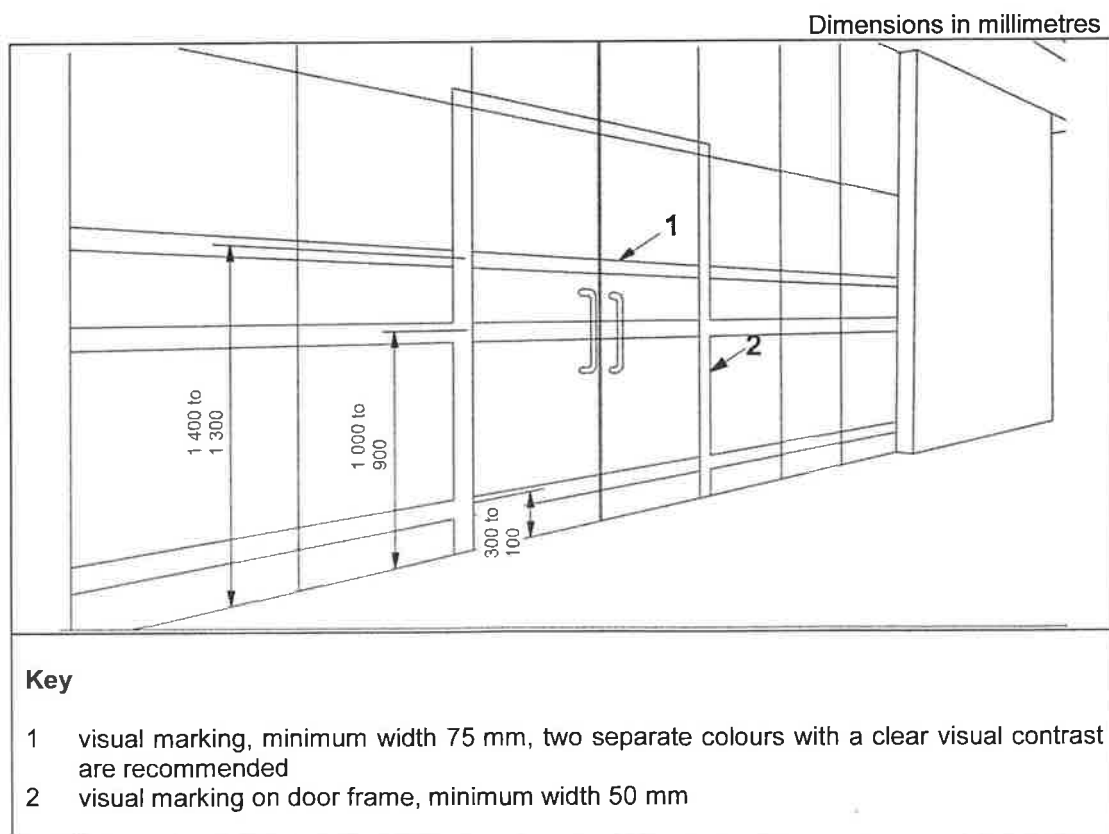 Dimensions in millimetres
1
2
1 400 to
1 300
1 000 to
900
300 to
100
Key
1 visual marking, minimum width 75 mm, two separate colours with a clear visual contrast
are recommended
2 visual marking on door frame, minimum width 50 mm